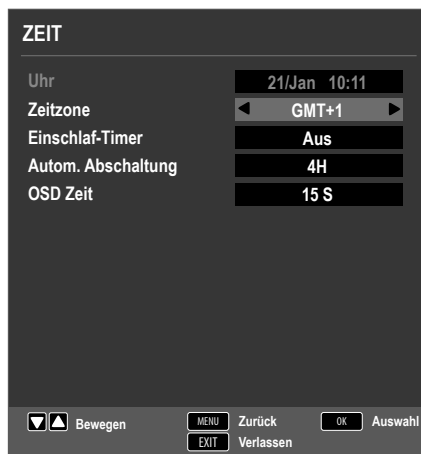 ZEIT
Uhr 21/Jan 10:11
Zeitzone GMT+1
Einschlaf-Timer Aus
Autom. Abschaltung 4H
OSD Zeit 15 S
Bewegen MENU Zurück OK Auswahl
EXIT Verlassen